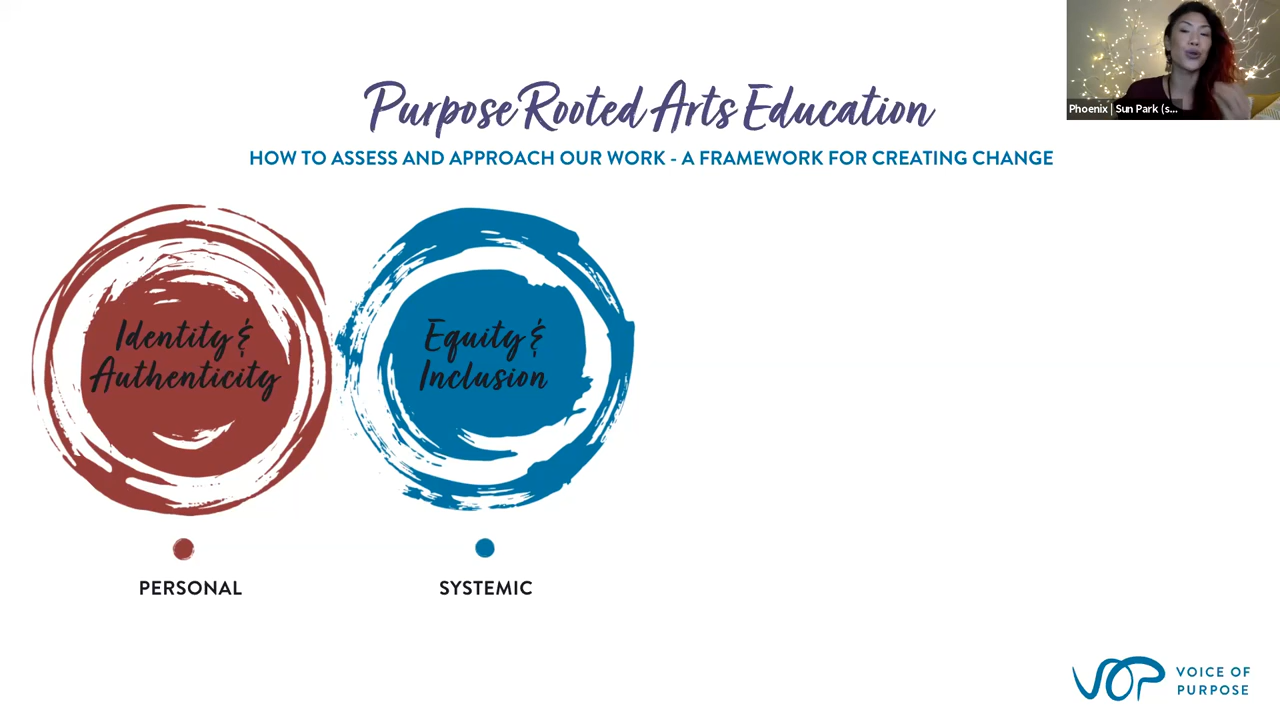 Phoenix | Sun Park (s...
Purpose Rooted Arts Education
HOW TO ASSESS AND APPROACH OUR WORK - A FRAMEWORK FOR CREATING CHANGE
Identity &
Authenticity
Equity &
Inclusion
PERSONAL
SYSTEMIC
VOP
VOICE OF
PURPOSE